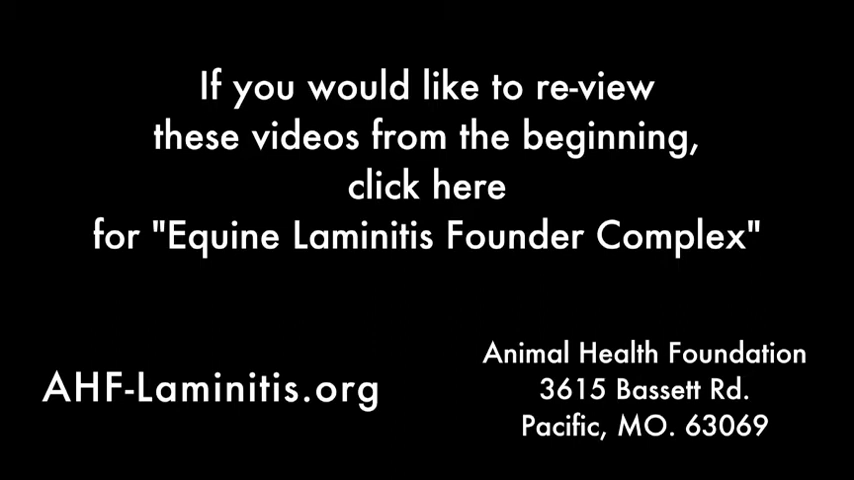 If you would like to re-view
these videos from the beginning,
click here
for "Equine Laminitis Founder Complex"
AHF-Laminitis.org
Animal Health Foundation
3615 Bassett Rd.
Pacific, MO. 63069